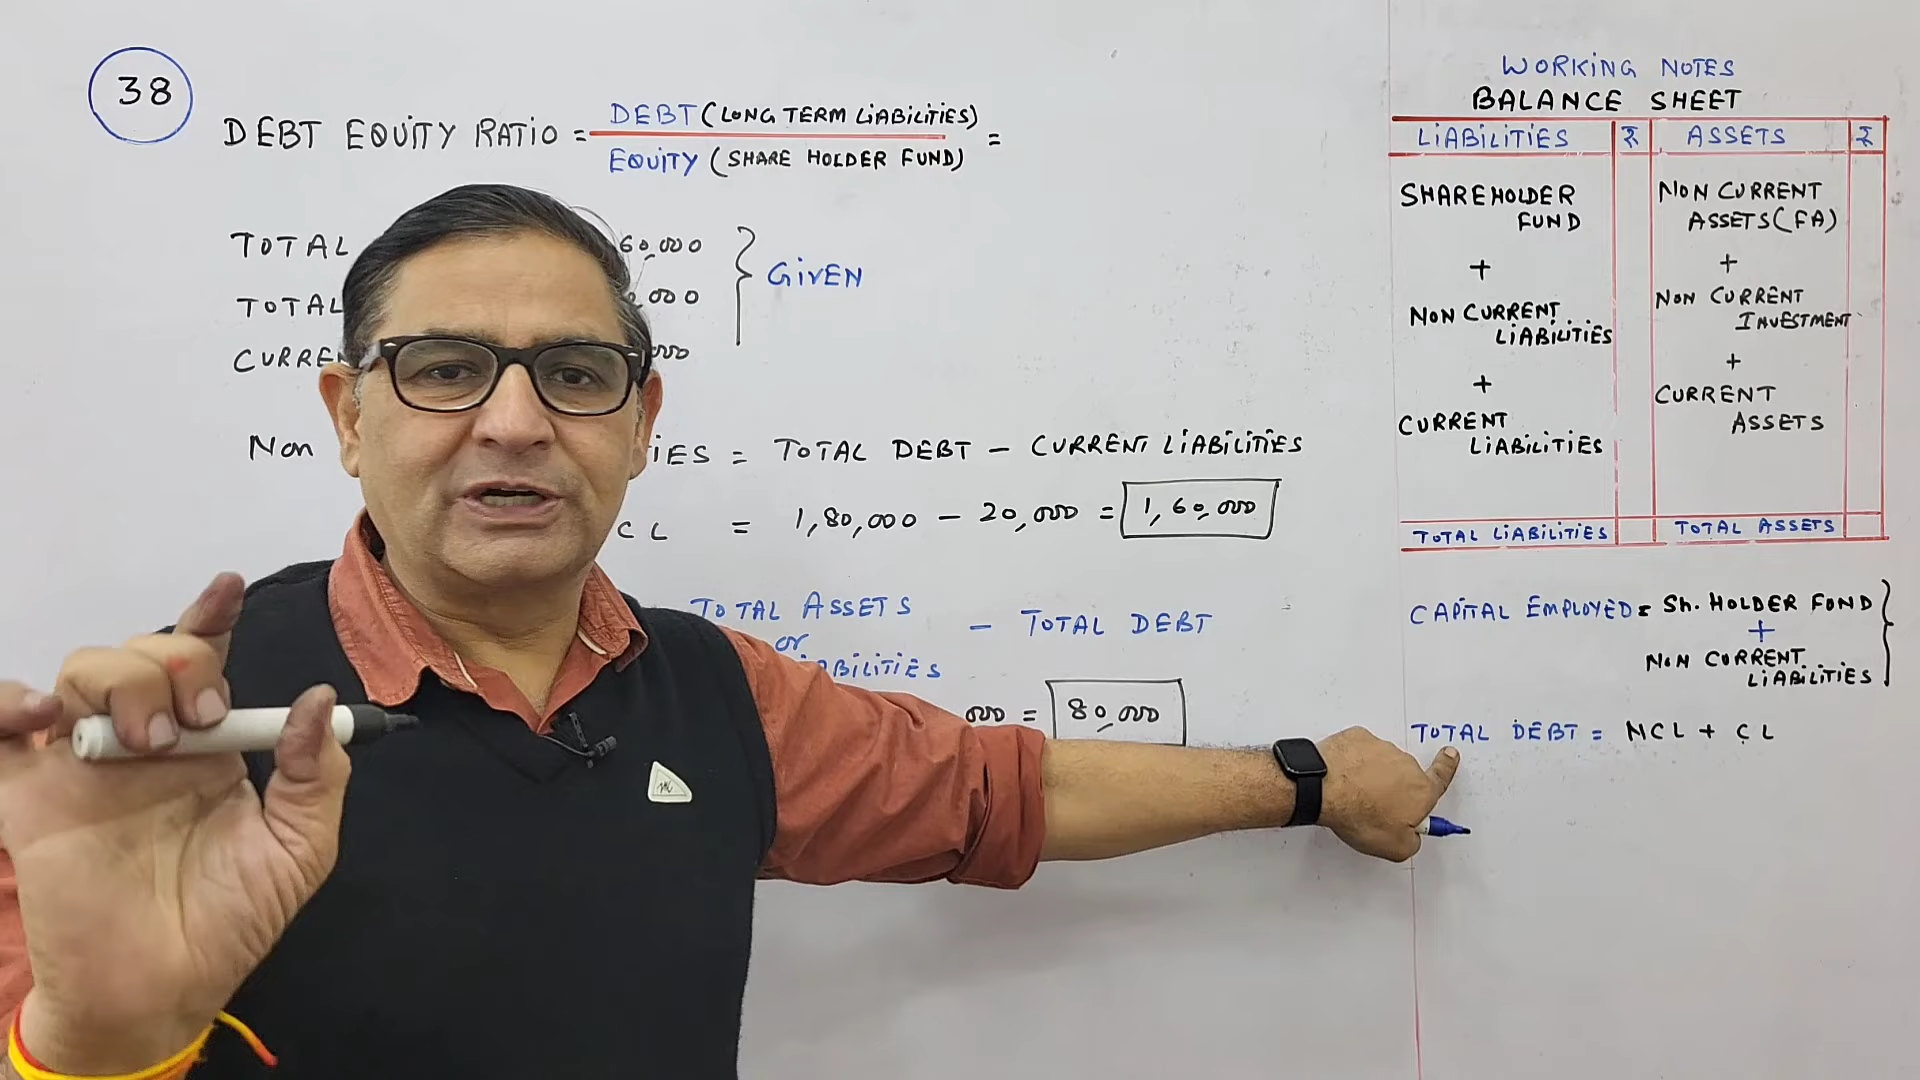 38
DEBT EQUITY RATIO = DEBT (LONG TERM LIABILITIES) =
EQUITY (SHARE HOLDER FUND)
TOTAL 60,000
TOTAL 000
CURRE 000
GIVEN
Non IES = TOTAL DEBT - CURRENT LIABILITIES
CL = 1,80,000 - 20,000 = 1,60,000
TOTAL ASSETS - TOTAL DEBT
or
ABILITIES
000 = 80,000
WORKING NOTES
BALANCE SHEET
LIABILITIES ₹ ASSETS ₹
SHAREHOLDER
FUND
+
NON CURRENT
LIABILITIES
+
CURRENT
LIABILITIES
TOTAL LIABILITIES
NON CURRENT
ASSETS (FA)
+
NON CURRENT
INVESTMENT
+
CURRENT
ASSETS
TOTAL ASSETS
CAPITAL EMPLOYED = SH. HOLDER FOND
+
NON CURRENT
LIABILITIES
TOTAL DEBT = NCL + CL